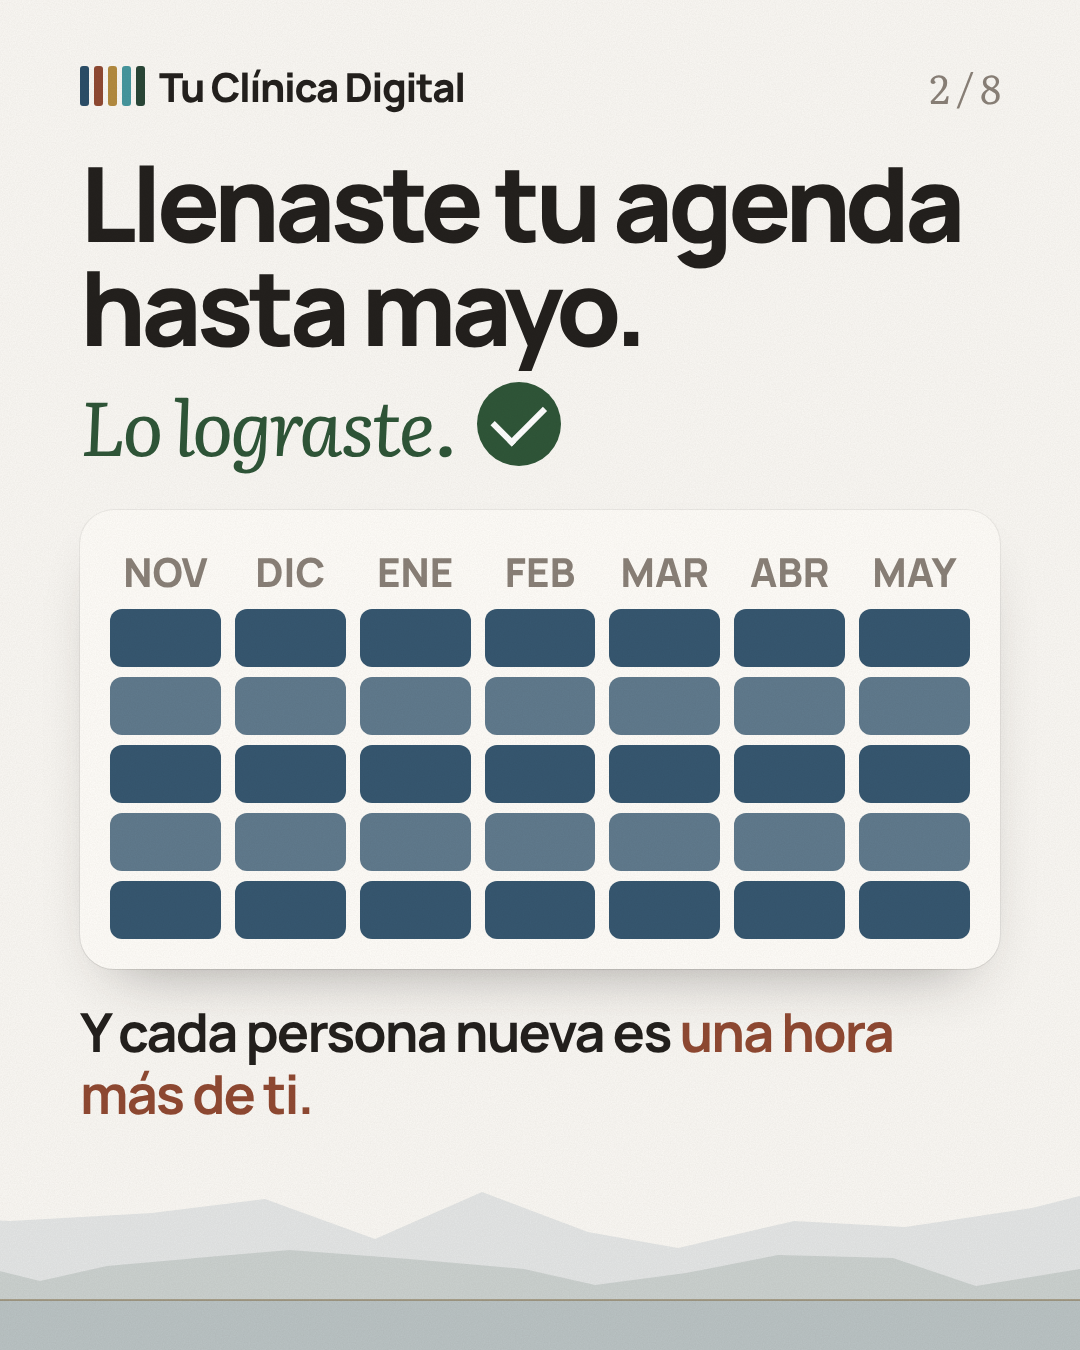 Tu Clínica Digital
2/8
Llenaste tu agenda
hasta mayo.
Lo lograste.
NOV DIC ENE FEB MAR ABR MAY
Y cada persona nueva es una hora
más de ti.